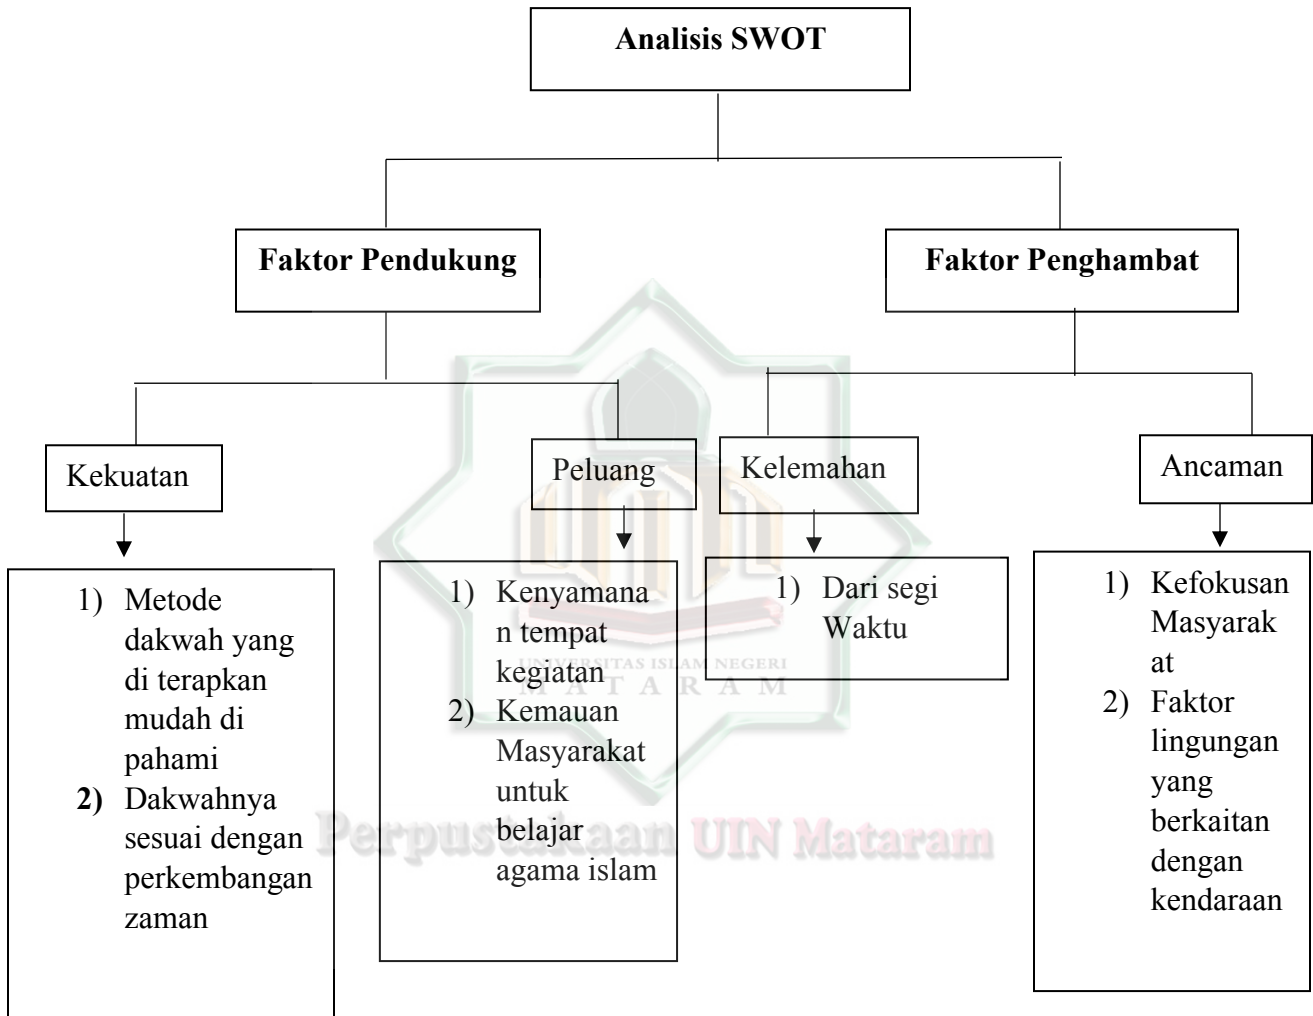 Analisis SWOT
Faktor Pendukung
Faktor Penghambat
Kekuatan
Peluang
Kelemahan
Ancaman
1) Metode
dakwah yang
di terapkan
mudah di
pahami
2) Dakwahnya
sesuai dengan
perkembangan
zaman
1) Kenyamana
n tempat
kegiatan
2) Kemauan
Masyarakat
untuk
belajar
agama islam
1) Dari segi
Waktu
1) Kefokusan
Masyarak
at
2) Faktor
lingungan
yang
berkaitan
dengan
kendaraan
UNIVERSITAS ISLAM NEGERI
MATARAM
Perpustakaan UIN Mataram